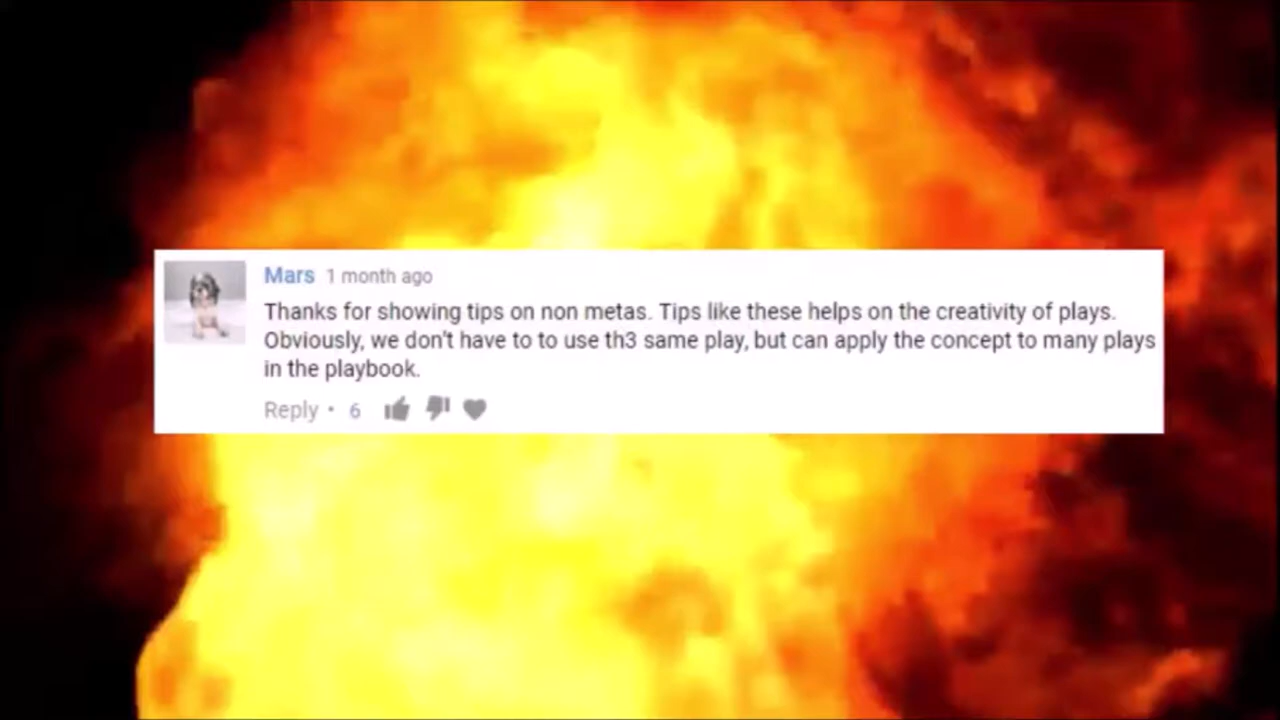 Mars 1 month ago
Thanks for showing tips on non metas. Tips like these helps on the creativity of plays.
Obviously, we don't have to to use th3 same play, but can apply the concept to many plays
in the playbook.
Reply • 6